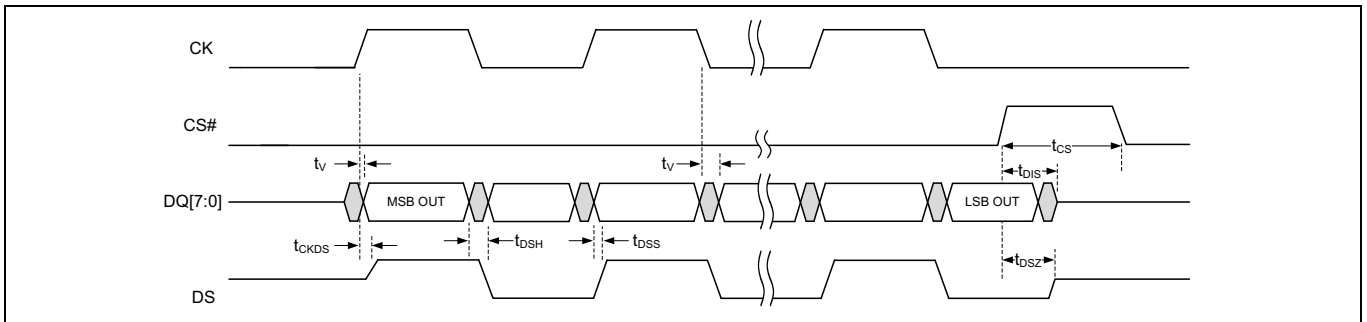 CK
CS#
tCS
tV
tV
tDIS
DQ[7:0]
MSB OUT
LSB OUT
tCKDS
tDSH
tDSS
tDSZ
DS